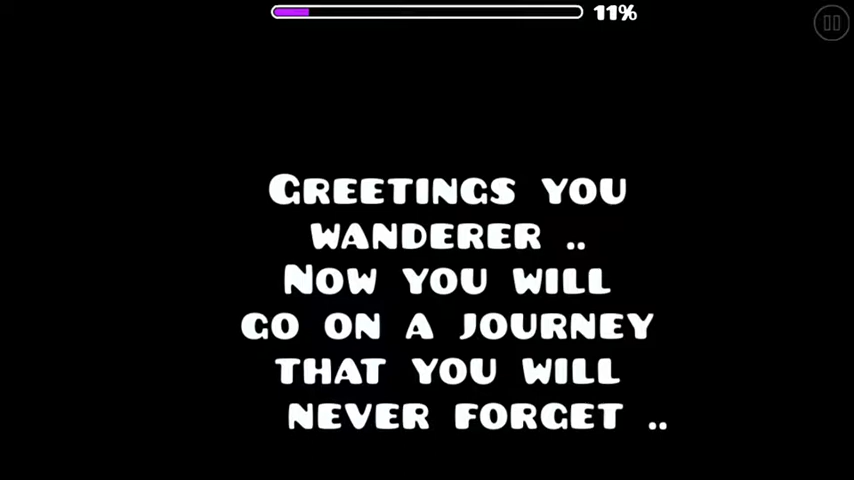 11%
Greetings you
wanderer ..
Now you will
go on a journey
that you will
never forget ..